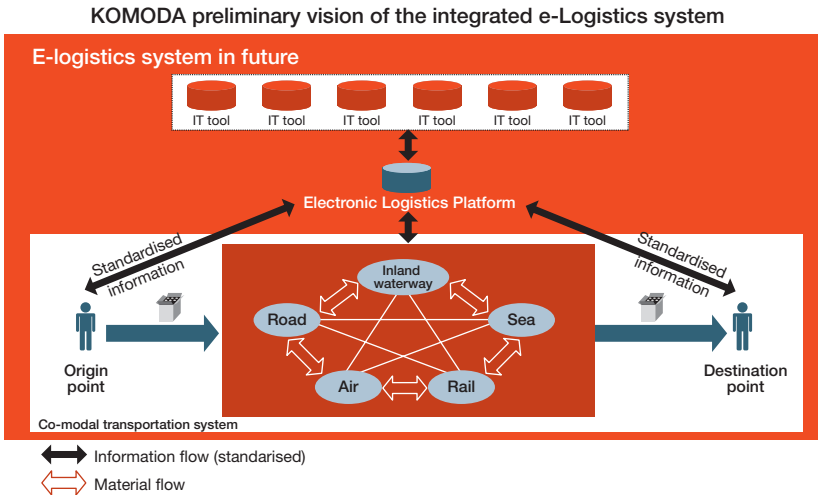 KOMODA preliminary vision of the integrated e-Logistics system
E-logistics system in future
IT tool IT tool IT tool IT tool IT tool IT tool
Electronic Logistics Platform
Standardised
information
Standardised
information
Inland
waterway
Road
Sea
Air
Rail
Origin
point
Destination
point
Co-modal transportation system
Information flow (standarised)
Material flow